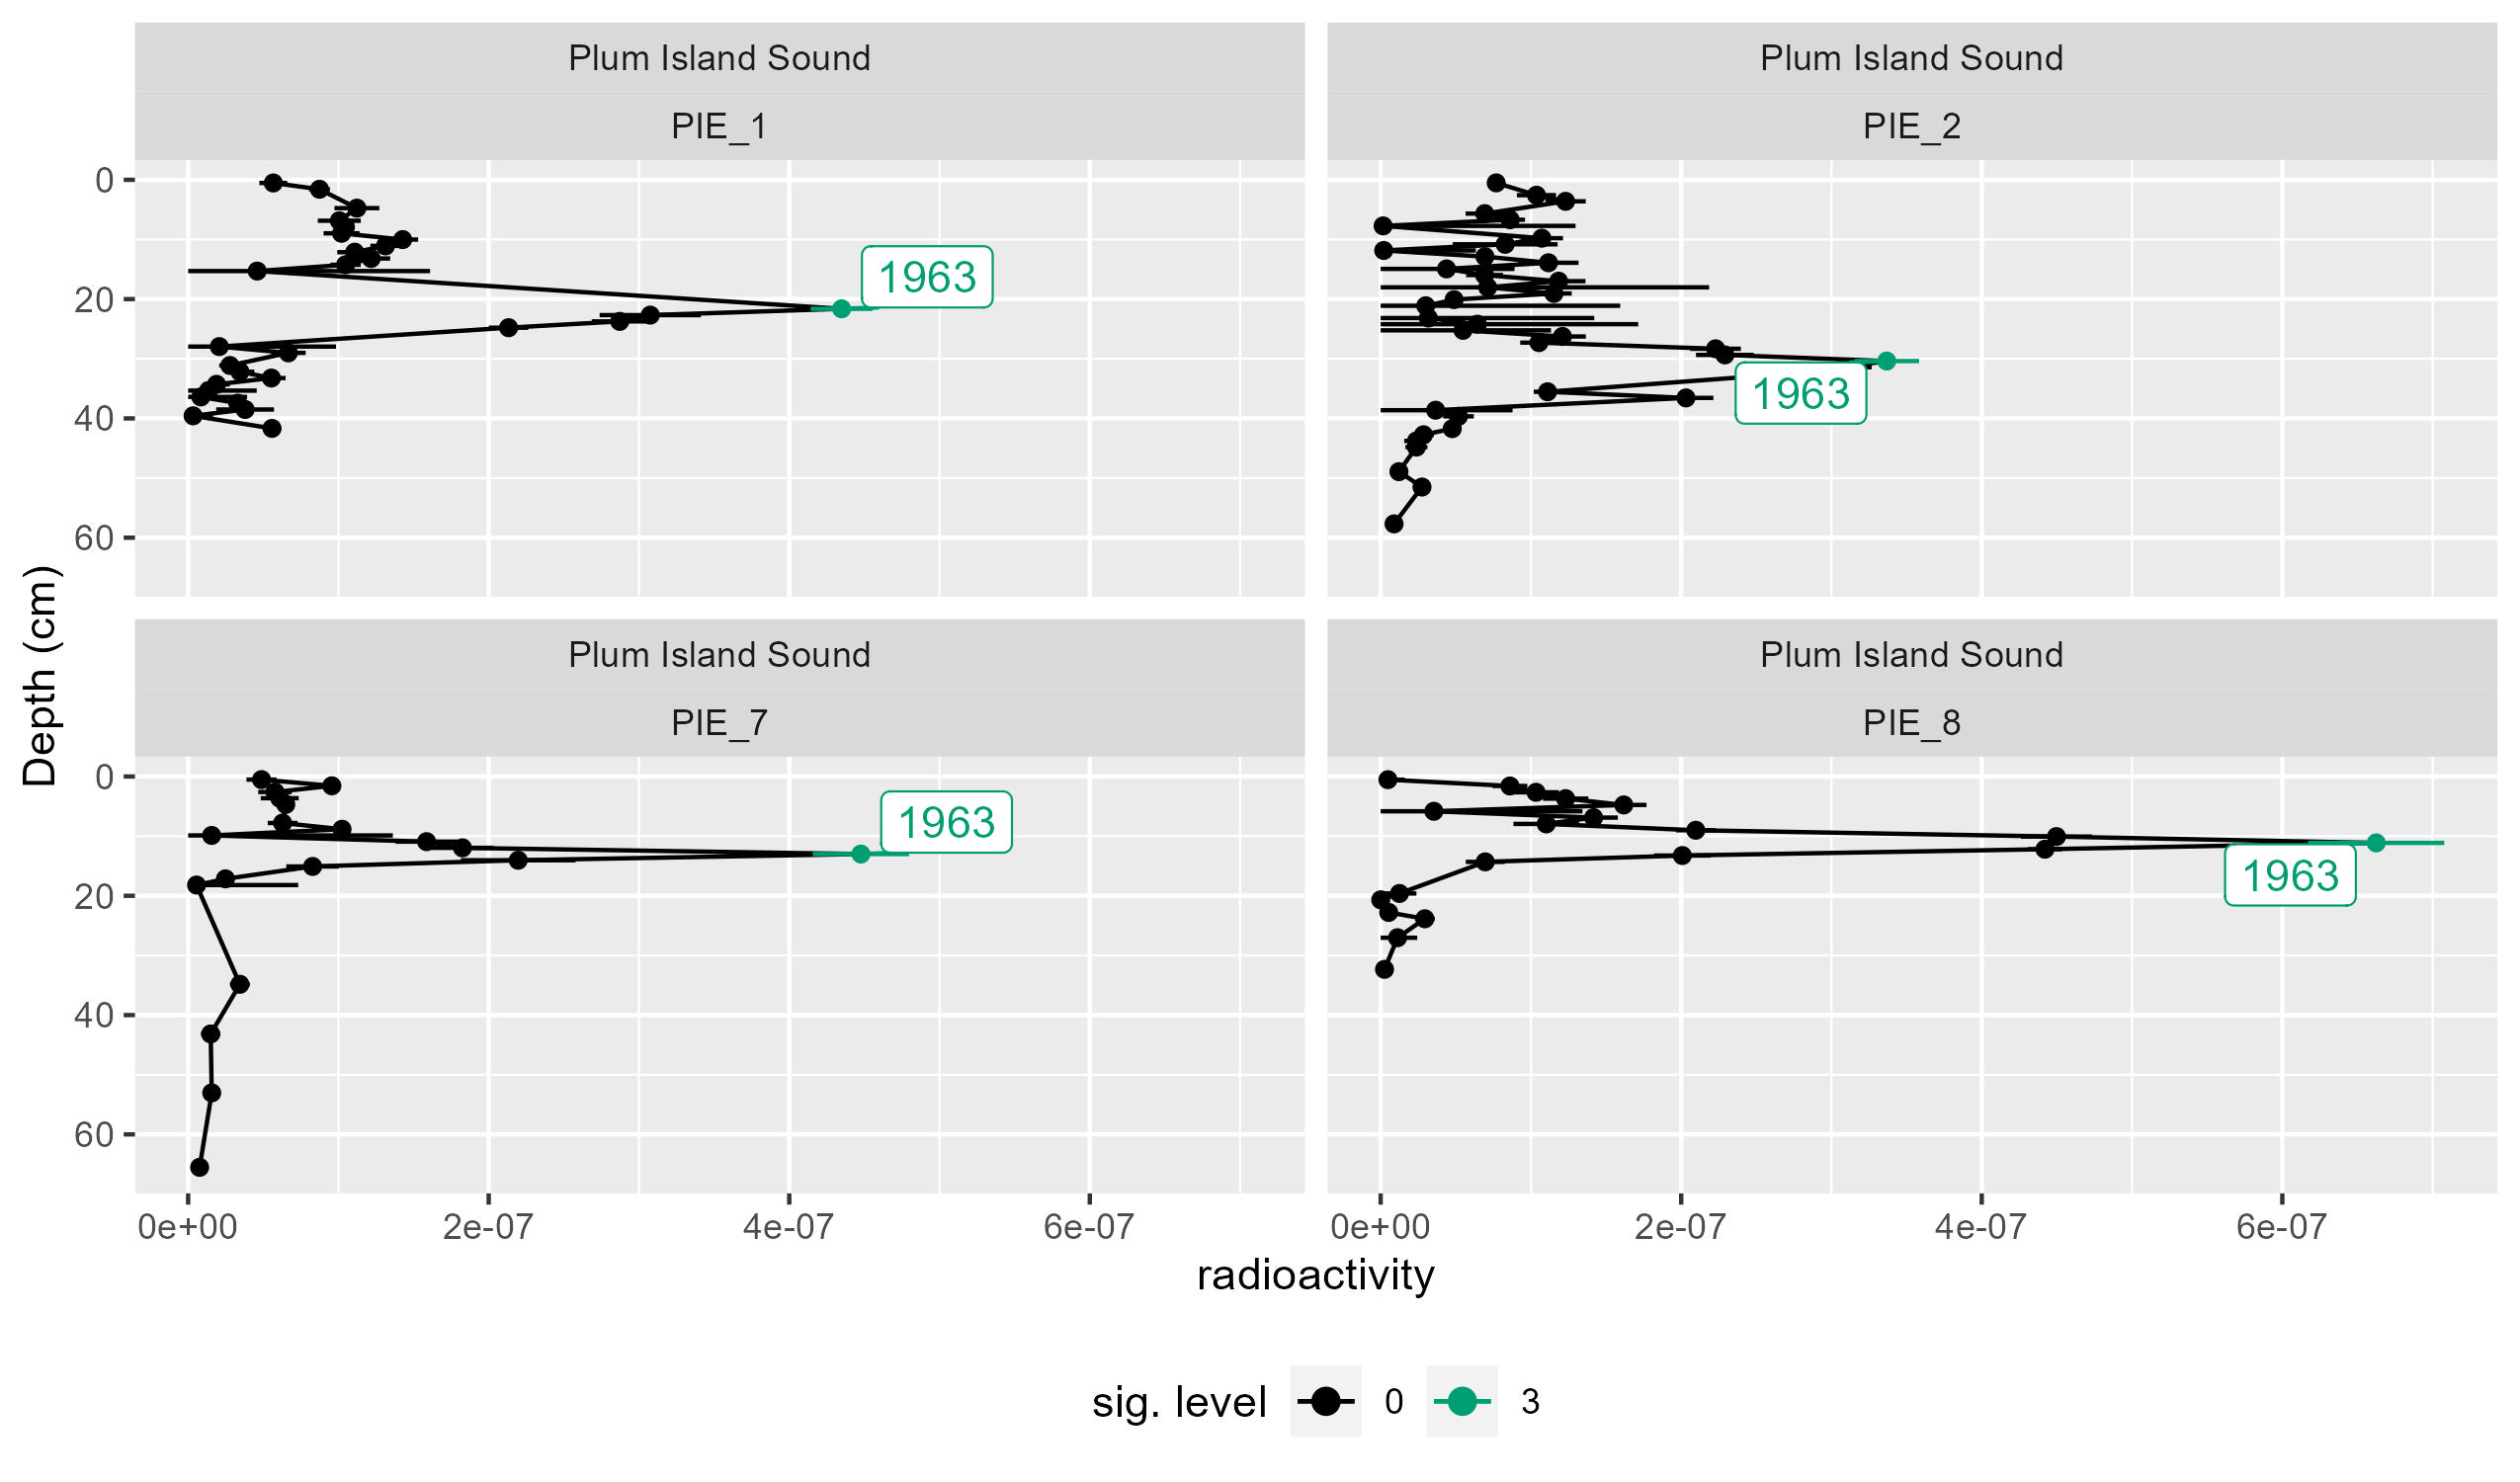 Plum Island Sound
PIE_1
Plum Island Sound
PIE_2
0
20
40
60
1963
1963
Plum Island Sound
PIE_7
Plum Island Sound
PIE_8
0
20
40
60
1963
1963
Depth (cm)
0e+00 2e-07 4e-07 6e-07
0e+00 2e-07 4e-07 6e-07
radioactivity
sig. level 0 3